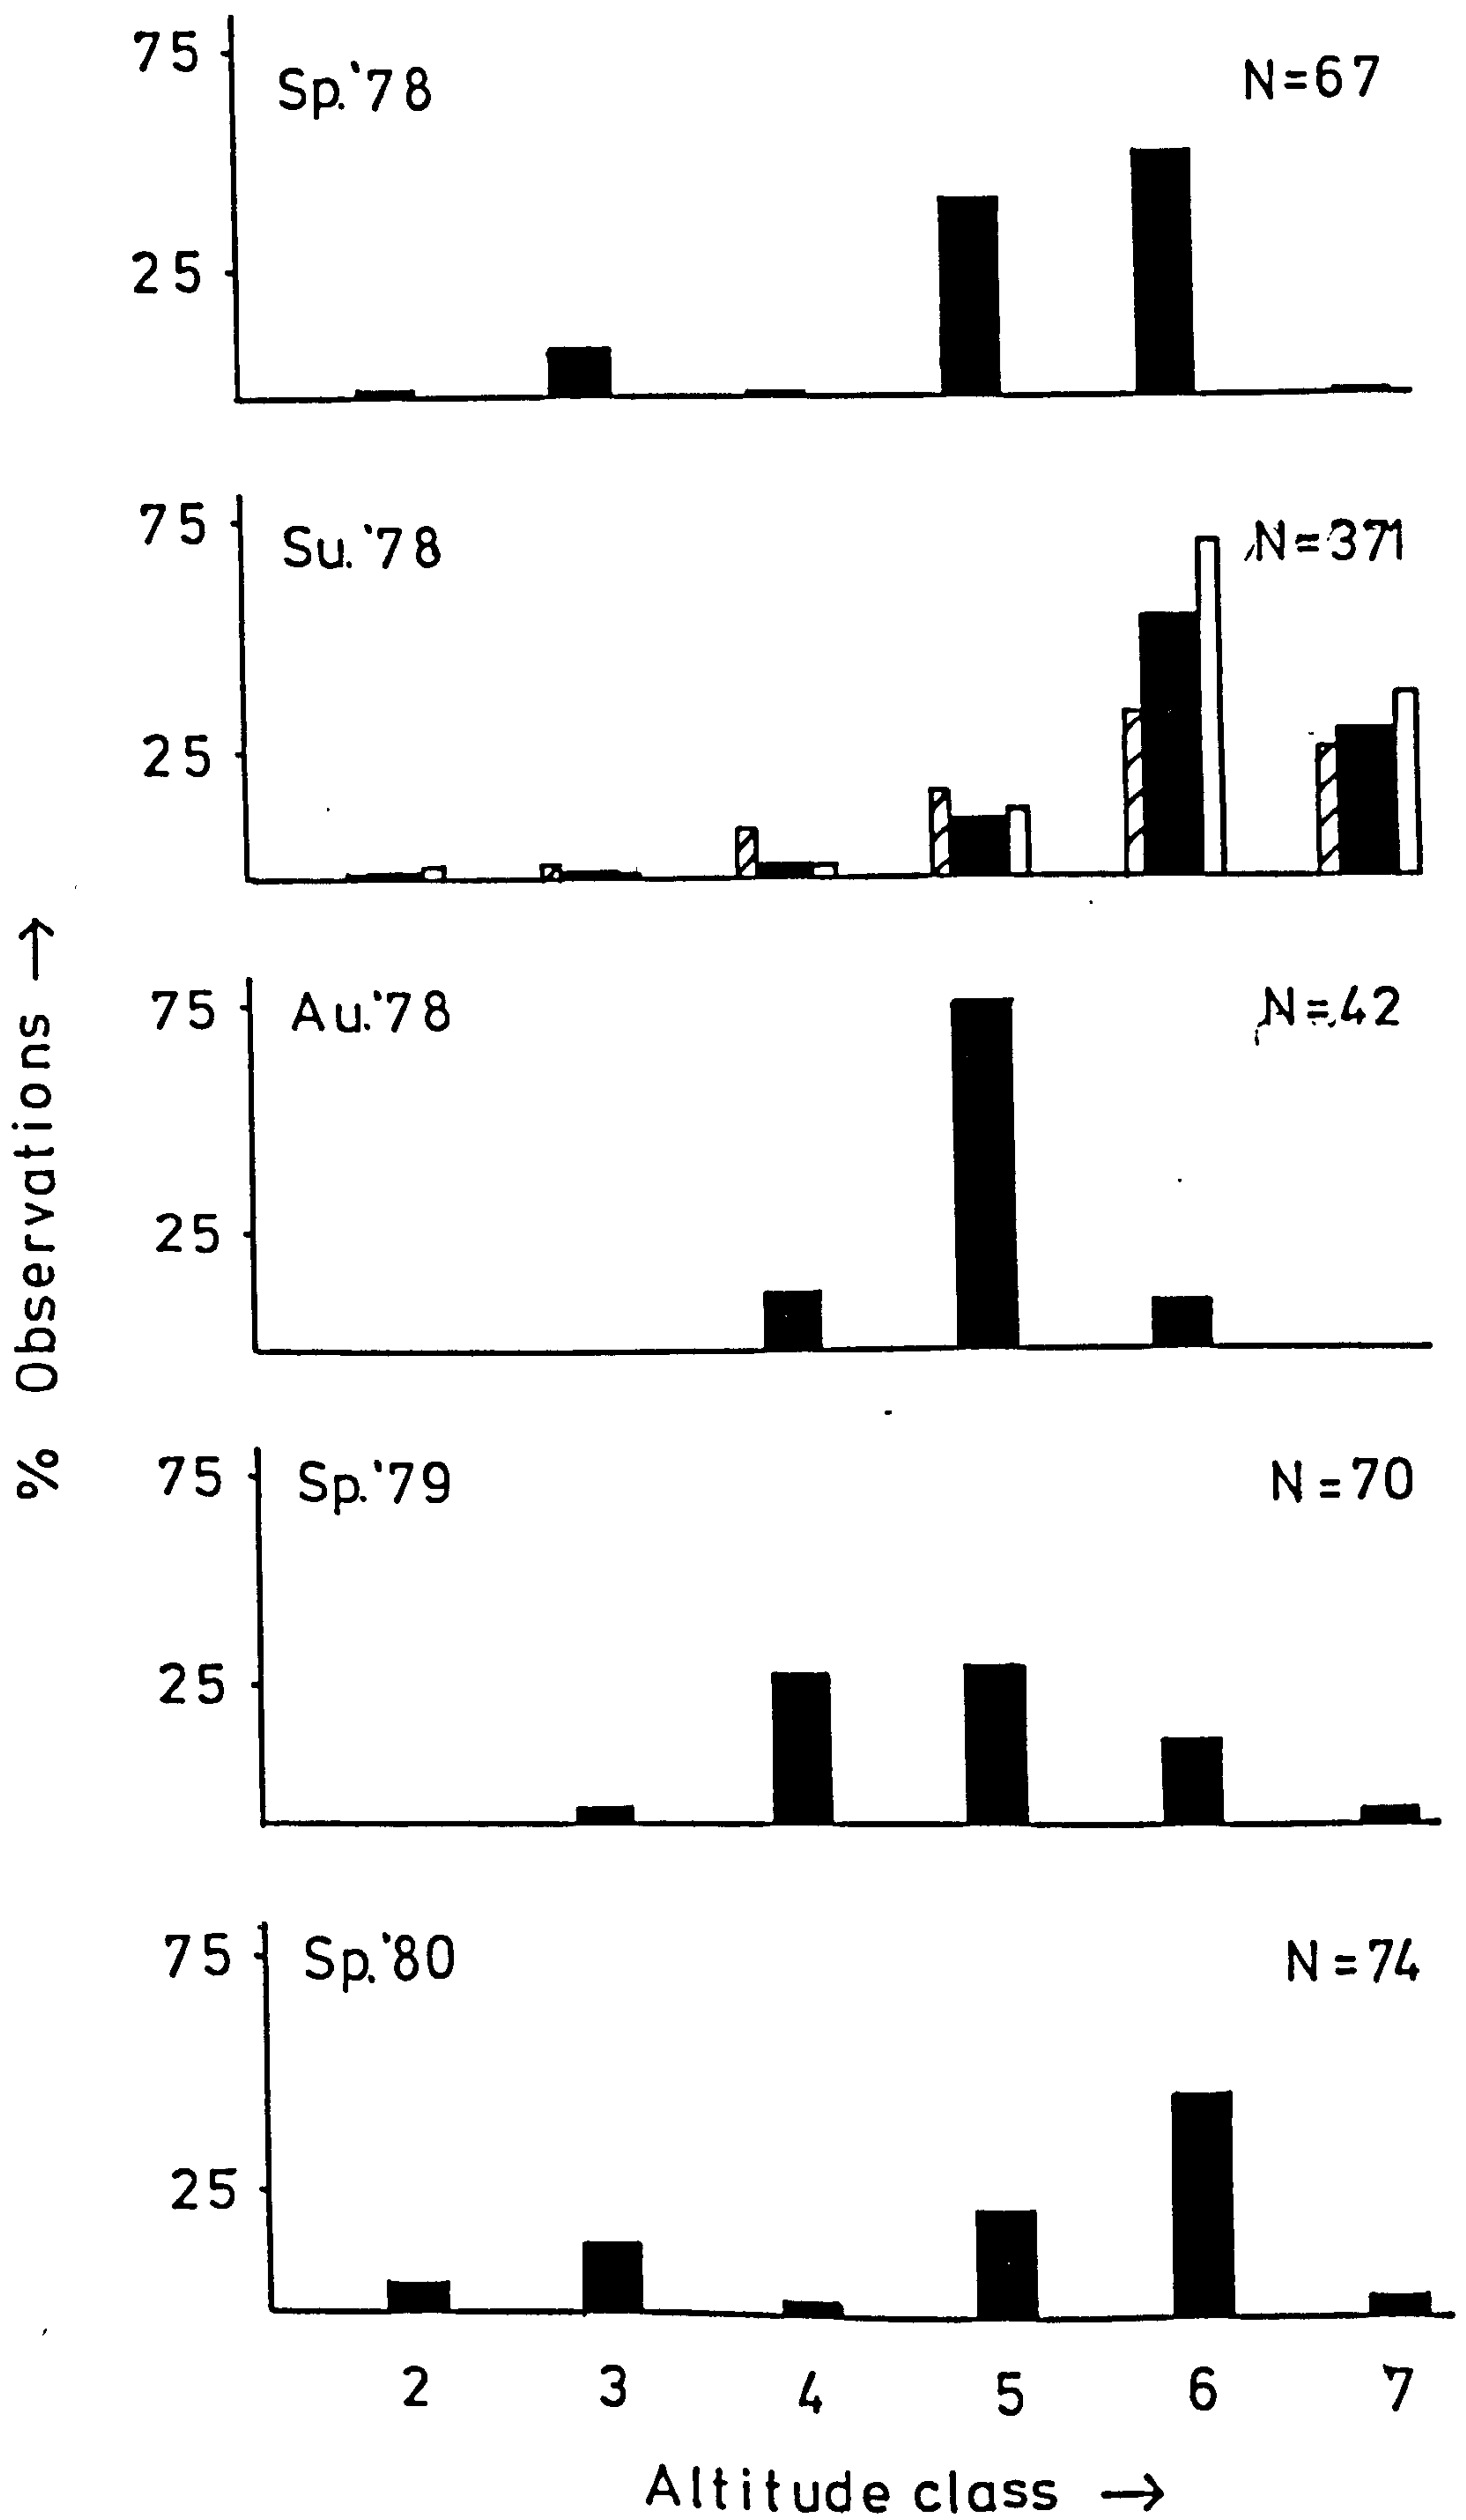 75
Sp.'78
N=67
25
75
Su.'78
N=371
25
75
Au.'78
N=42
25
75
Sp.'79
N=70
25
75
Sp.'80
N=74
25
2 3 4 5 6 7
Altitude class →
% Observations →